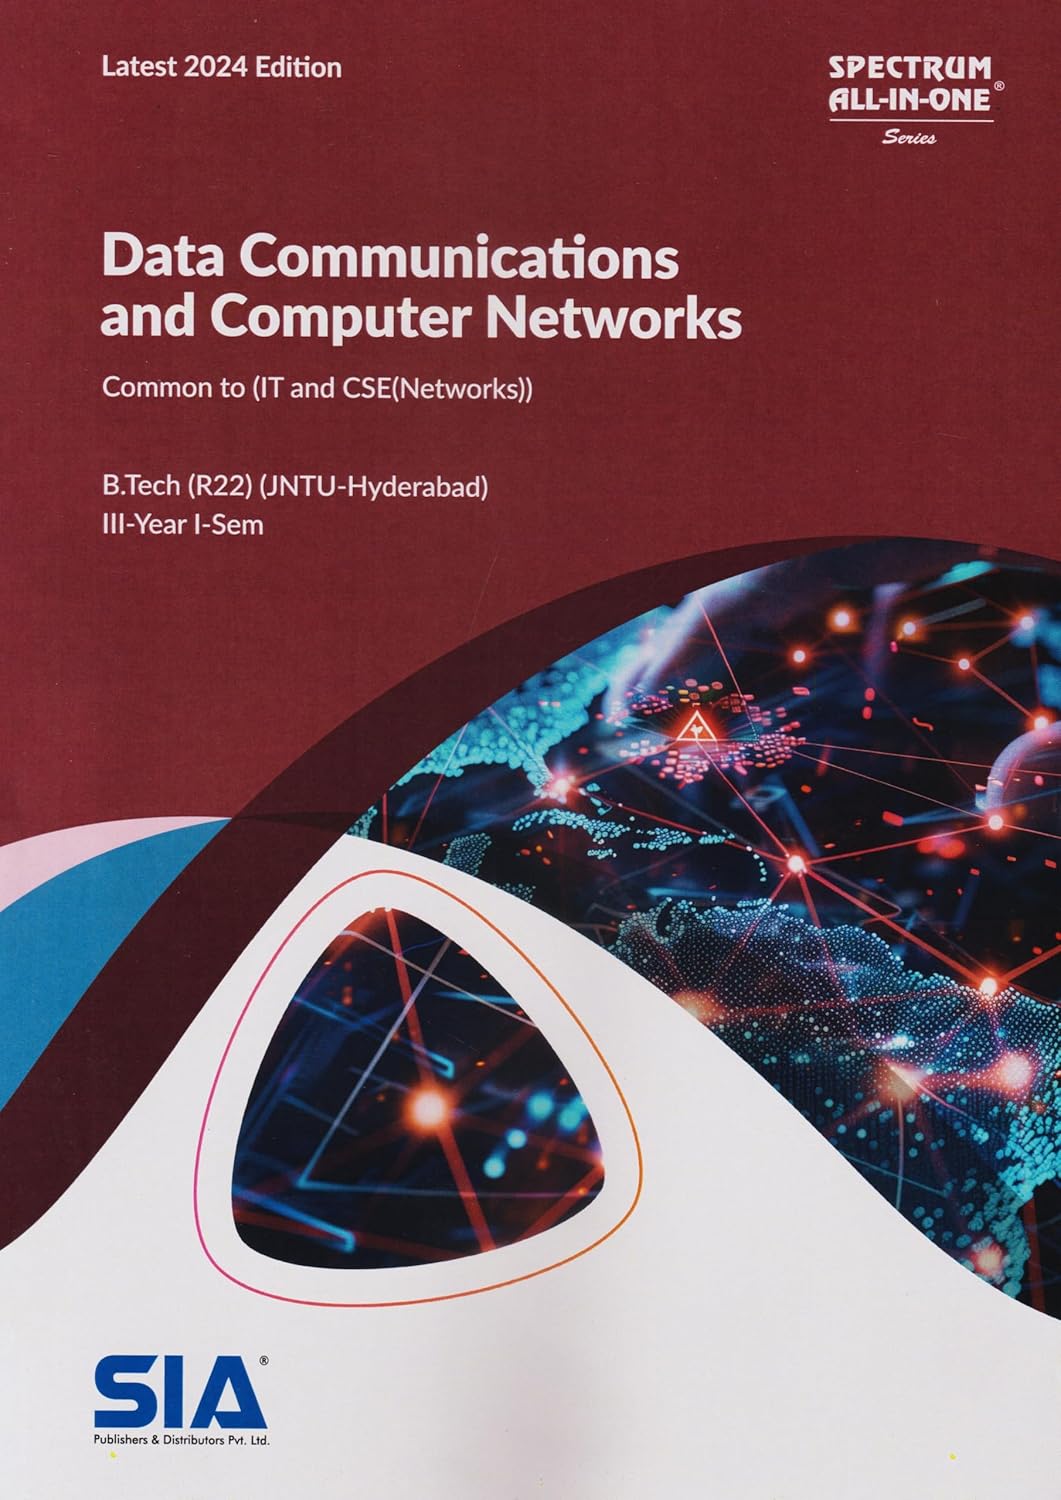 Latest 2024 Edition
SPECTRUM
ALL-IN-ONE®
Series
Data Communications
and Computer Networks
Common to (IT and CSE(Networks))
B.Tech (R22) (JNTU-Hyderabad)
III-Year I-Sem
SIA®
Publishers & Distributors Pvt. Ltd.